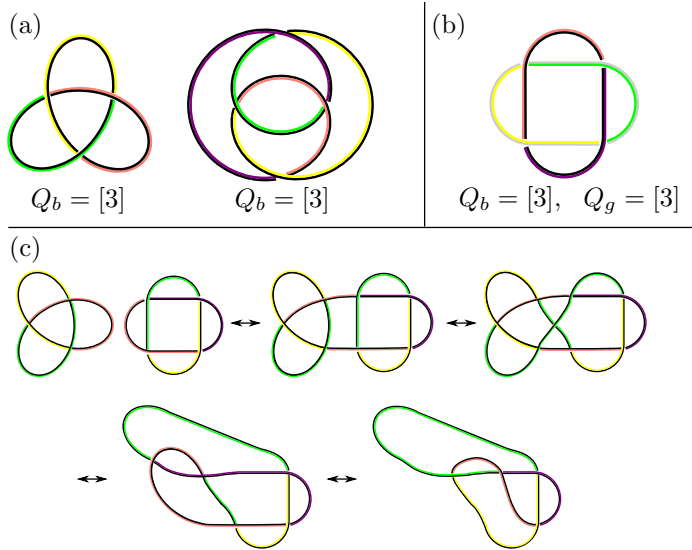 (a)
(b)
Q_b = [3]
Q_b = [3]
Q_b = [3], Q_g = [3]
(c)